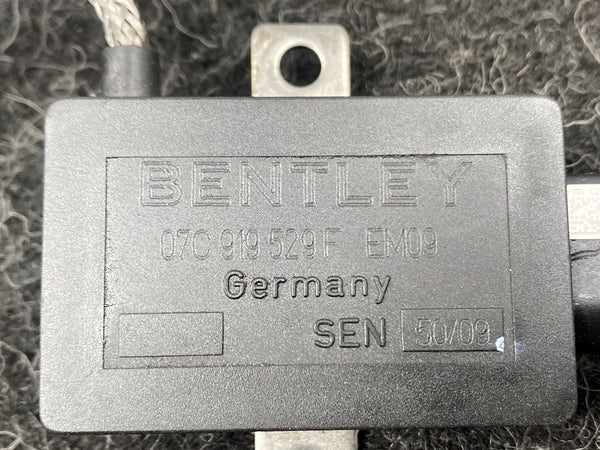 BENTLEY
07C 919 529 F EM09
Germany
SEN 50/09